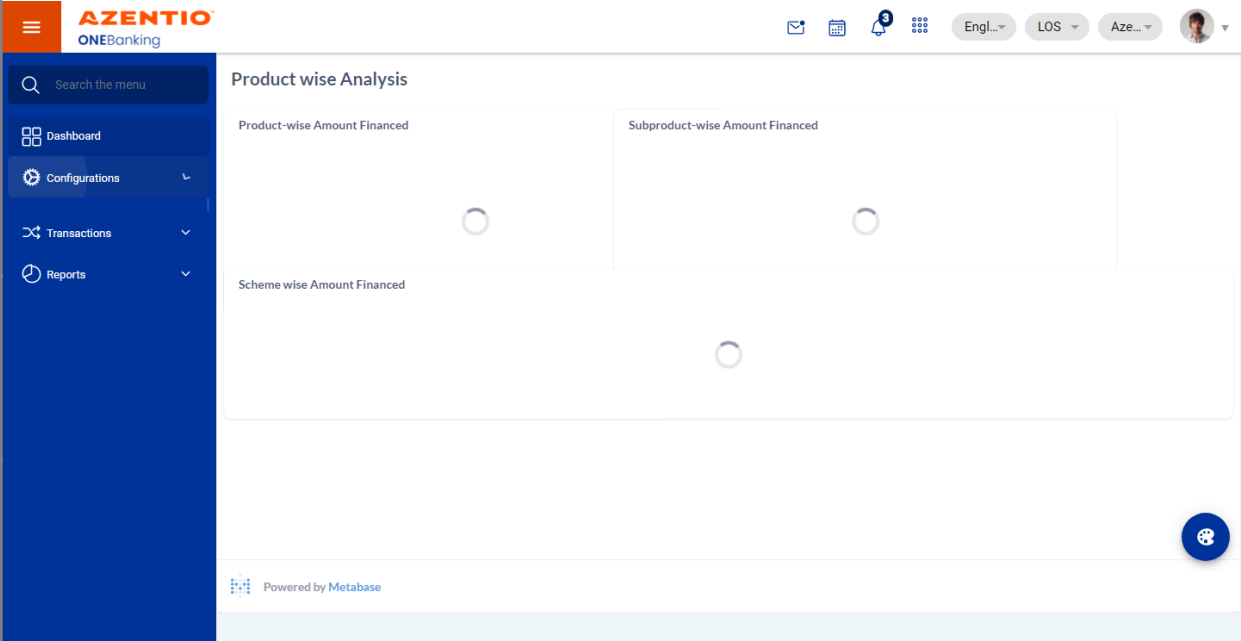 AZENTIO™
ONEBanking
3
Engl...
LOS
Aze...
Search the menu
Dashboard
Configurations
Transactions
Reports
Product wise Analysis
Product-wise Amount Financed
Subproduct-wise Amount Financed
Scheme wise Amount Financed
Powered by Metabase